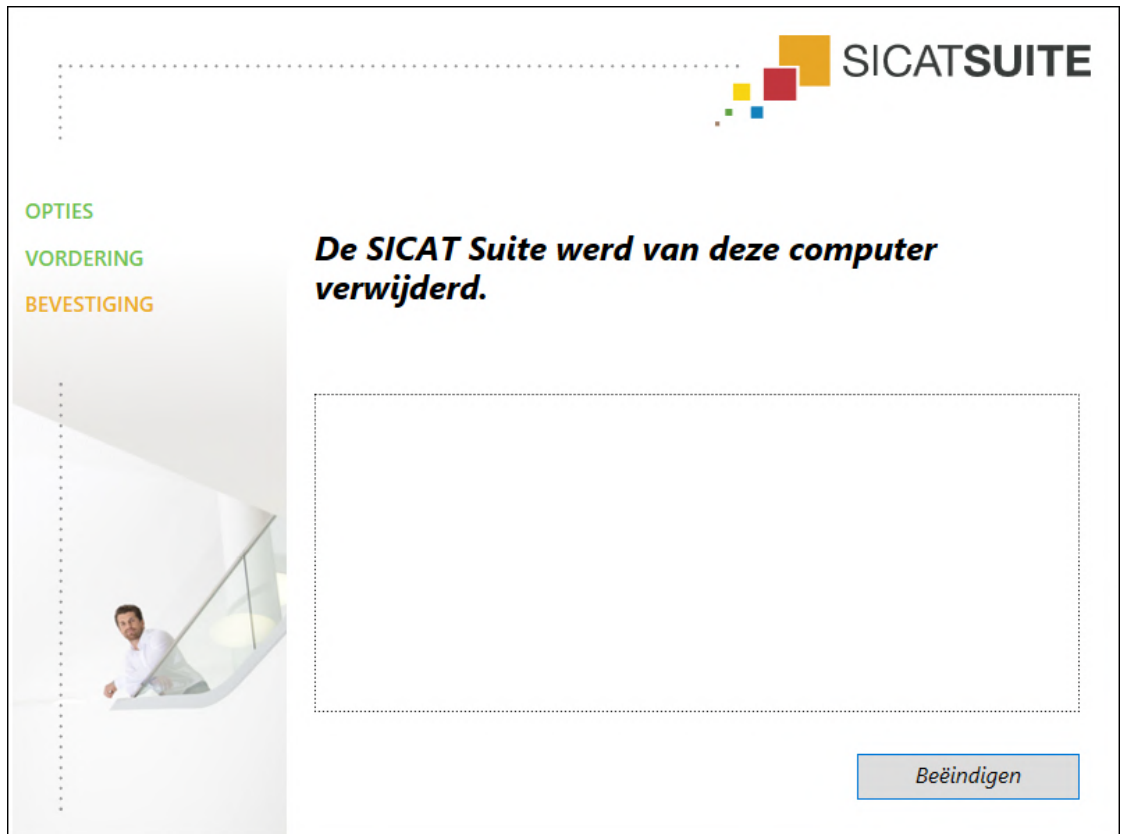 SICATSUITE
OPTIES
VORDERING
BEVESTIGING
De SICAT Suite werd van deze computer
verwijderd.
Beëindigen